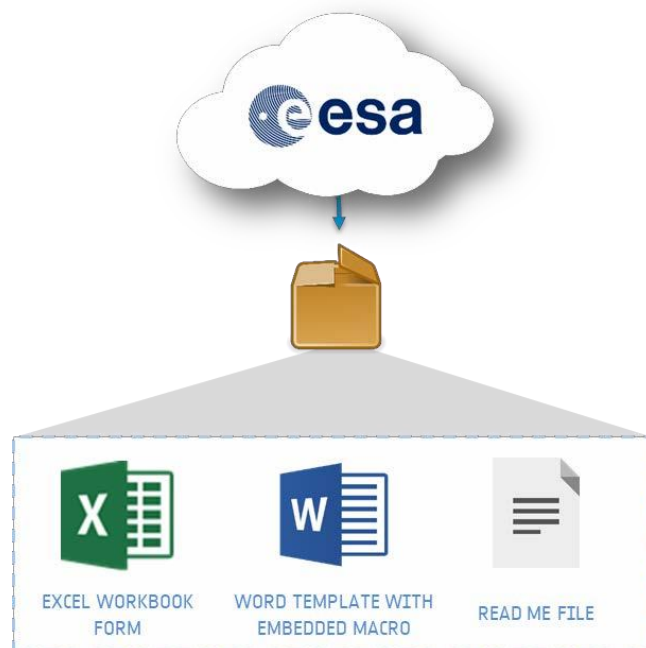 esa
X
W
EXCEL WORKBOOK
FORM
WORD TEMPLATE WITH
EMBEDDED MACRO
READ ME FILE